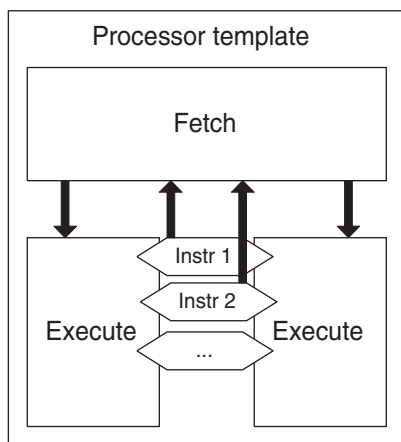 Processor template
Fetch
Instr 1
Instr 2
Execute
Execute
...